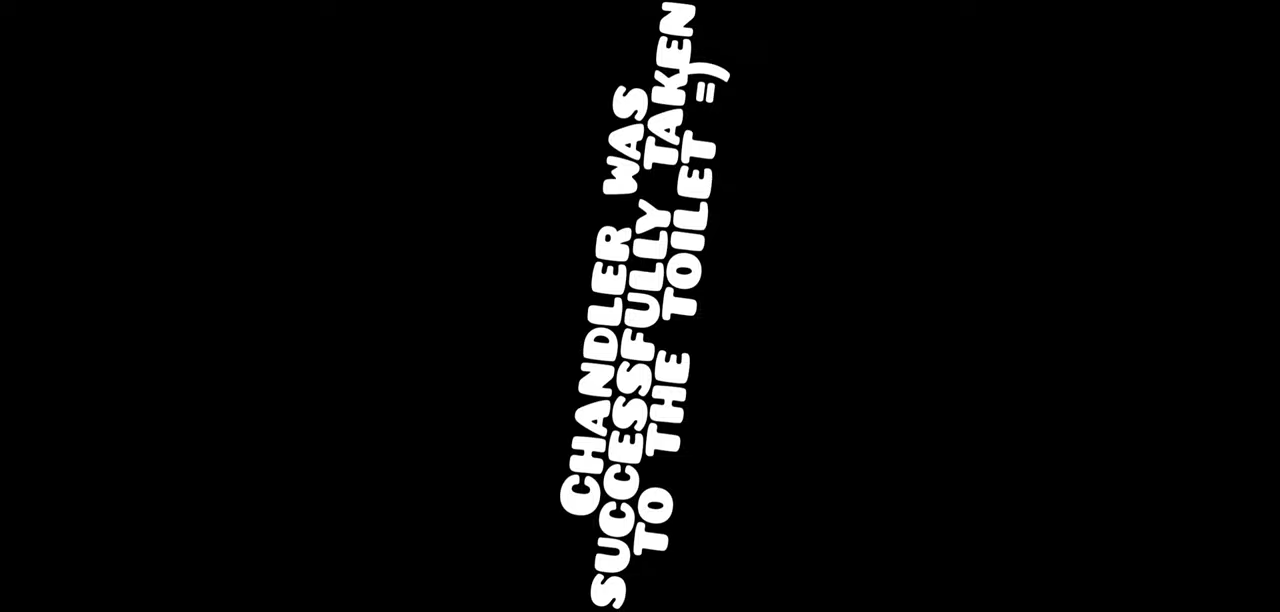 CHANDLER WAS
SUCCESSFULLY TAKEN
TO THE TOILET =)